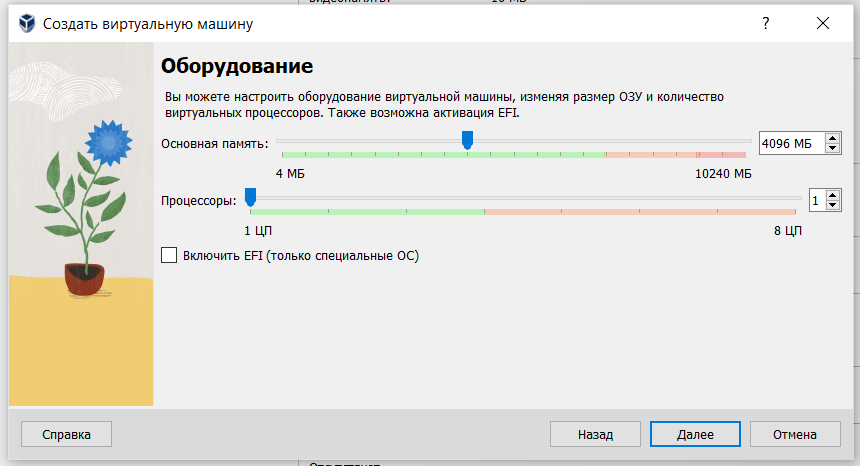 Создать виртуальную машину
?
Оборудование
Вы можете настроить оборудование виртуальной машины, изменяя размер ОЗУ и количество
виртуальных процессоров. Также возможна активация EFI.
Основная память:
4096 МБ
4 МБ
10240 МБ
Процессоры:
1
1 ЦП
8 ЦП
Включить EFI (только специальные ОС)
Справка
Назад
Далее
Отмена